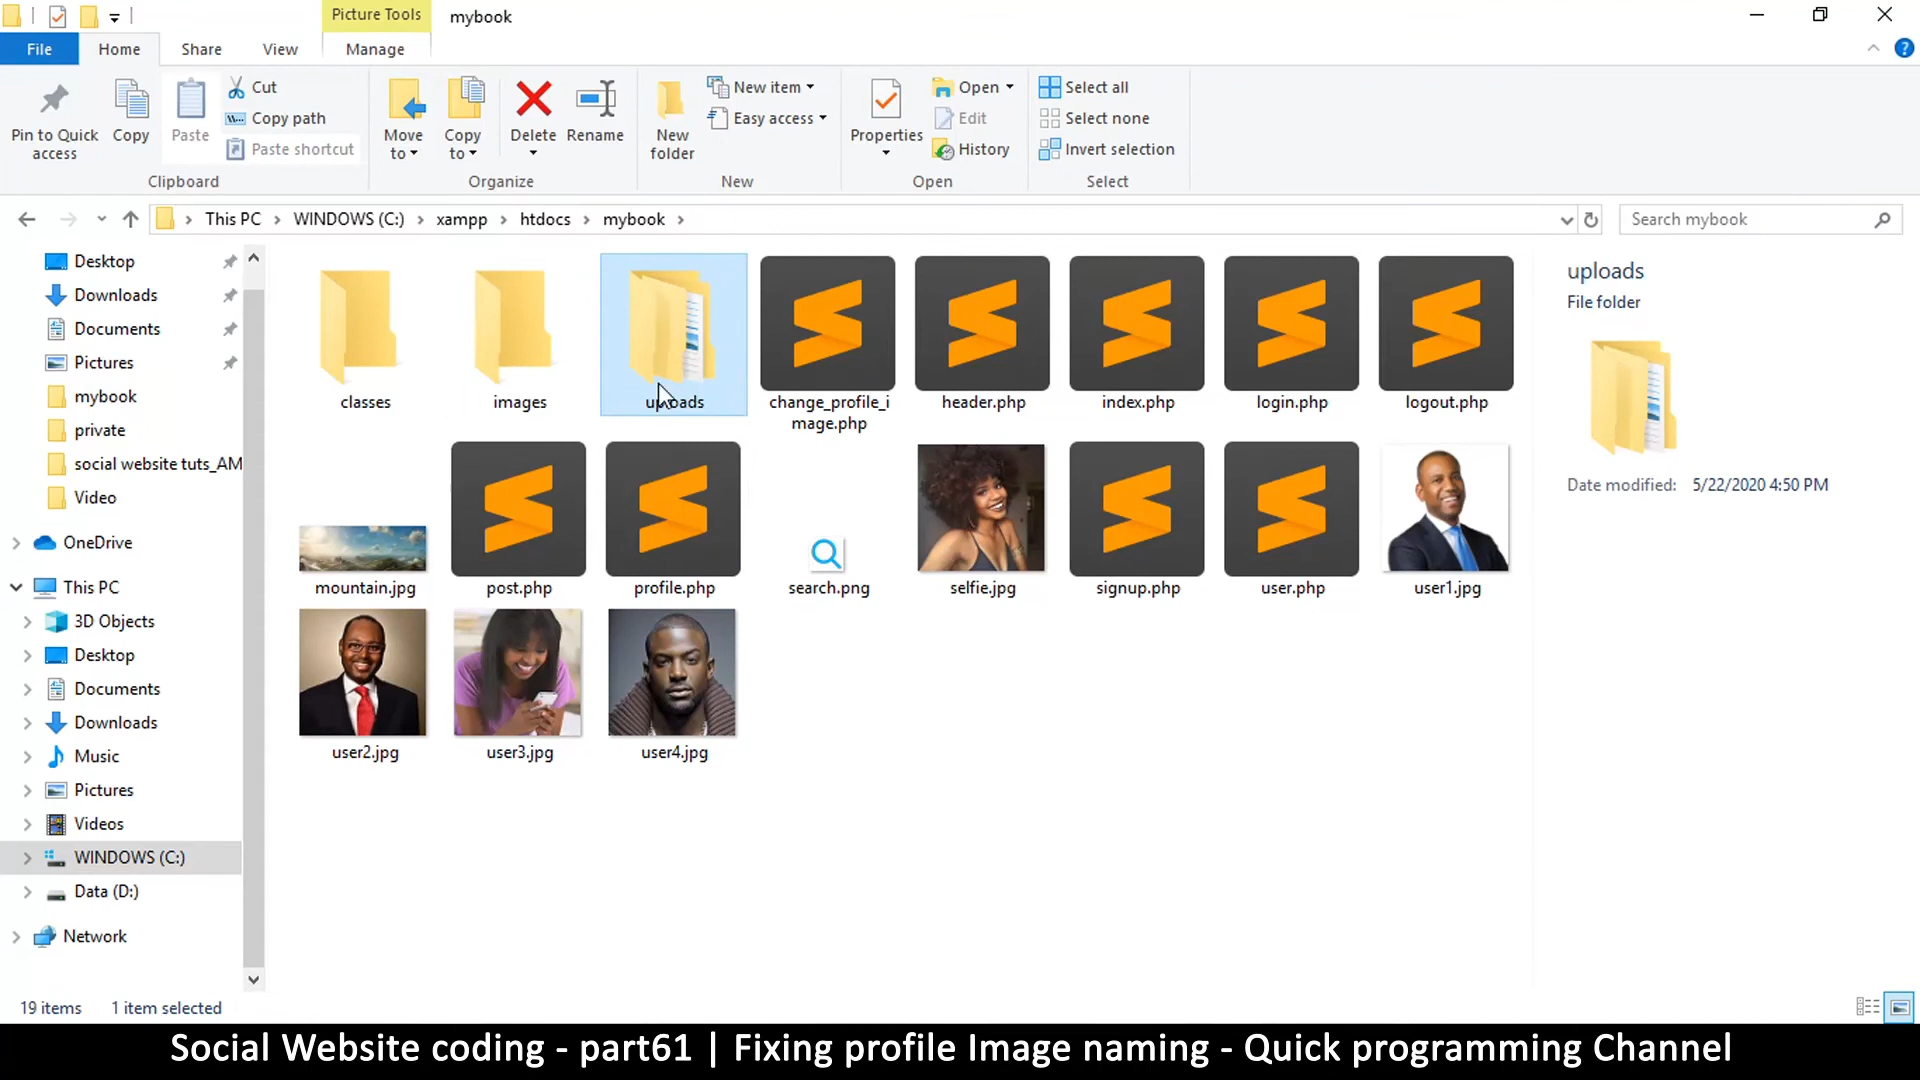 Picture Tools
mybook
File
Home
Share
View
Manage
Pin to Quick
access
Copy
Paste
Cut
Copy path
Paste shortcut
Clipboard
Move
to
Copy
to
Delete
Rename
Organize
New
folder
New item
Easy access
New
Properties
Open
Edit
History
Open
Select all
Select none
Invert selection
Select
This PC
WINDOWS (C:)
xampp
htdocs
mybook
Search mybook
Desktop
Downloads
Documents
Pictures
mybook
private
social website tuts_AM
Video
OneDrive
This PC
3D Objects
Desktop
Documents
Downloads
Music
Pictures
Videos
WINDOWS (C:)
Data (D:)
Network
classes
images
uploads
change_profile_i
mage.php
header.php
index.php
login.php
logout.php
mountain.jpg
post.php
profile.php
search.png
selfie.jpg
signup.php
user.php
user1.jpg
user2.jpg
user3.jpg
user4.jpg
uploads
File folder
Date modified: 5/22/2020 4:50 PM
19 items
1 item selected
Social Website coding - part61 | Fixing profile Image naming - Quick programming Channel